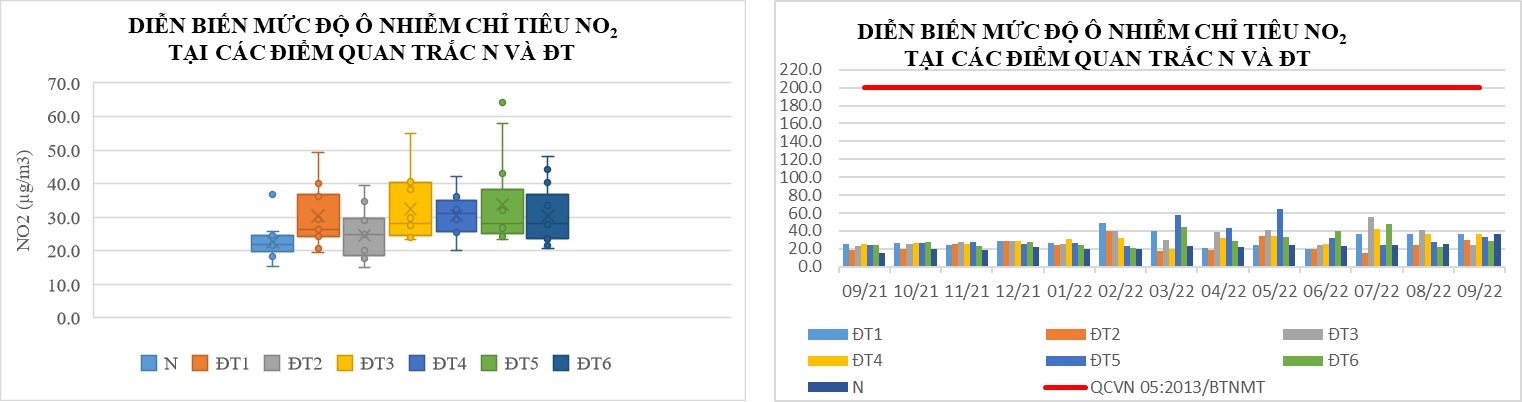 DIỄN BIẾN MỨC ĐỘ Ô NHIỄM CHỈ TIÊU NO2
TẠI CÁC ĐIỂM QUAN TRẮC N VÀ ĐT
70.0
60.0
50.0
40.0
30.0
20.0
10.0
0.0
NO2 (µg/m3)
N ĐT1 ĐT2 ĐT3 ĐT4 ĐT5 ĐT6
DIỄN BIẾN MỨC ĐỘ Ô NHIỄM CHỈ TIÊU NO2
TẠI CÁC ĐIỂM QUAN TRẮC N VÀ ĐT
220.0
200.0
180.0
160.0
140.0
120.0
100.0
80.0
60.0
40.0
20.0
0.0
09/21 10/21 11/21 12/21 01/22 02/22 03/22 04/22 05/22 06/22 07/22 08/22 09/22
ĐT1 ĐT2 ĐT3
ĐT4 ĐT5 ĐT6
N QCVN 05:2013/BTNMT